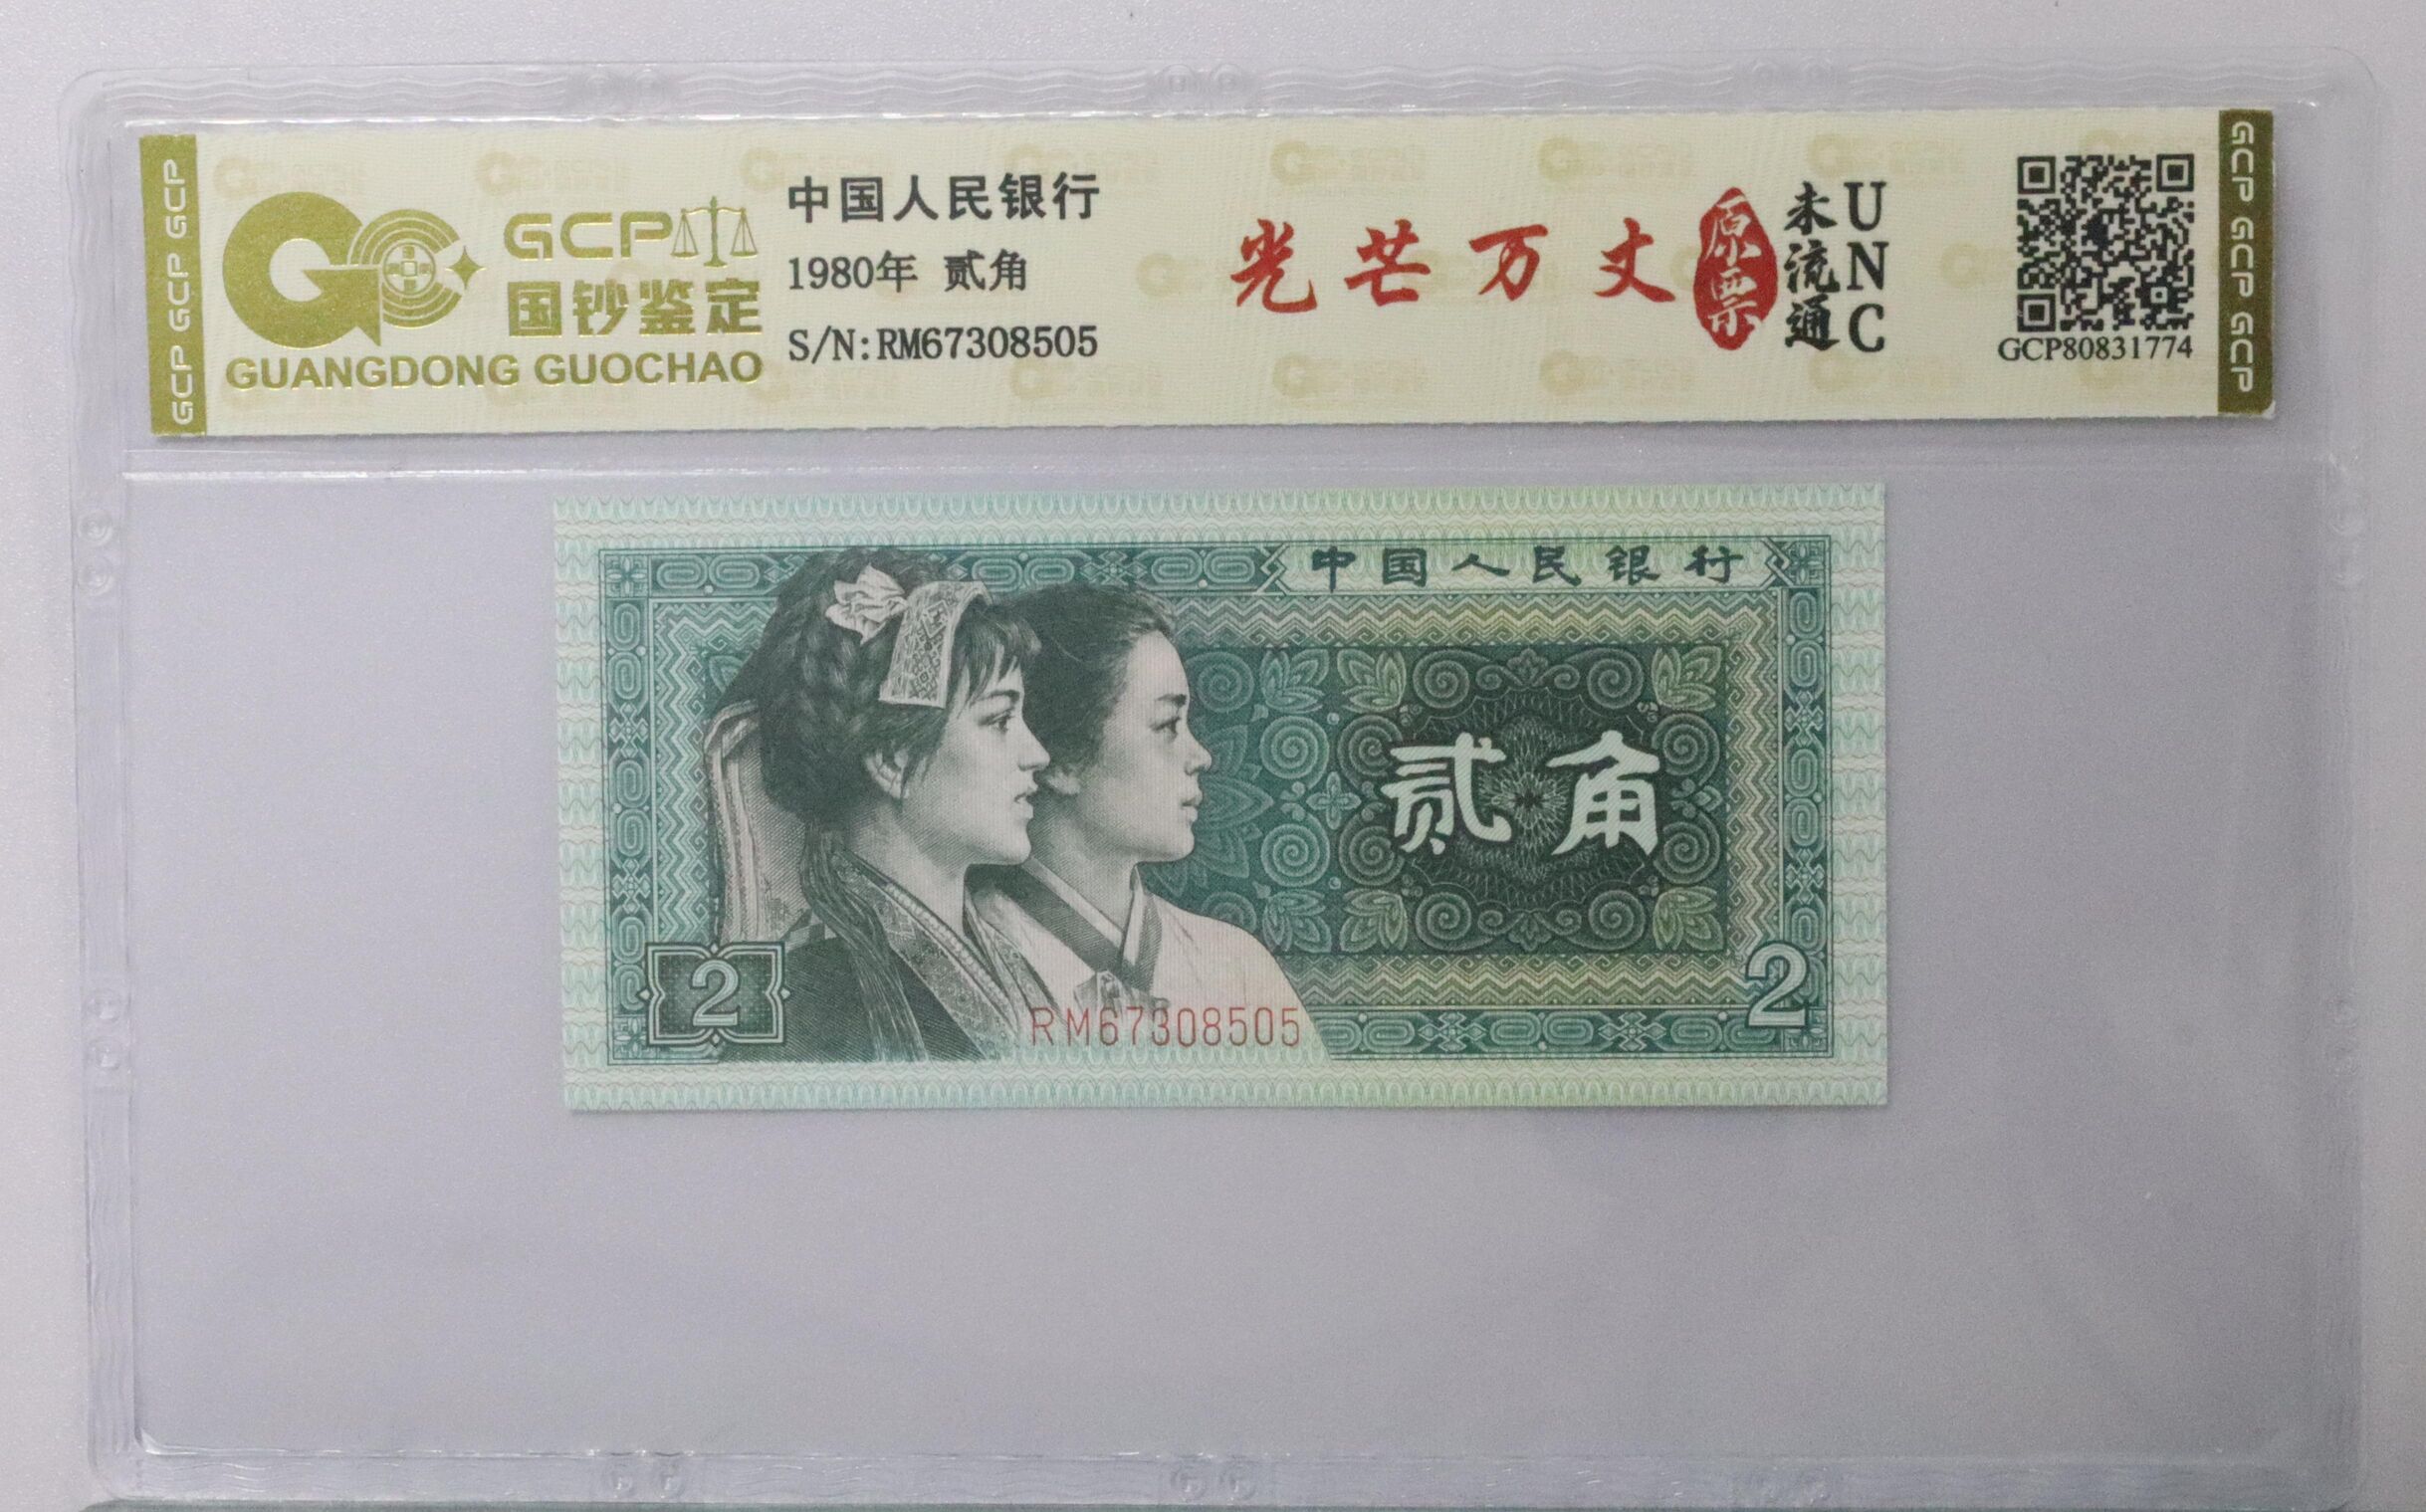 GCP GCP GCP
GCP
国钞鉴定
GUANGDONG GUOCHAO
中国人民银行
1980年 贰角
S/N:RM67308505
光芒万丈
原票
未流通
UNC
GCP80831774
GCP GCP GCP
中国人民银行
贰角
2
RM67308505
2